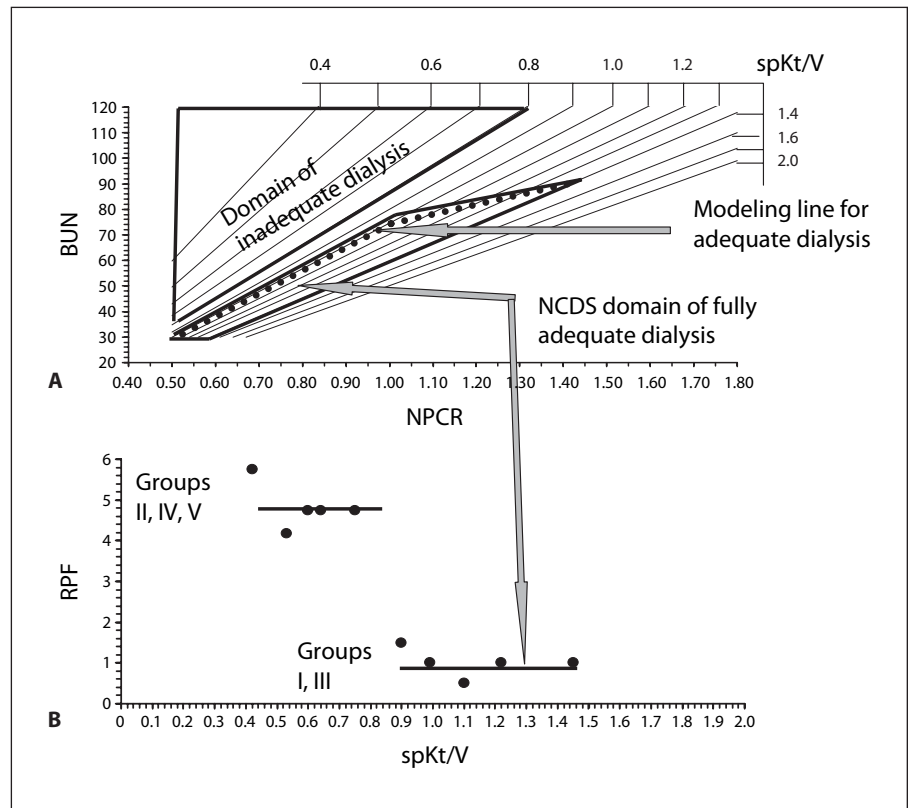 0.4 0.6 0.8 1.0 1.2 spKt/V
120
110
100
90
80
70
60
50
40
30
20
BUN
1.4
1.6
2.0
Domain of
inadequate dialysis
Modeling line for
adequate dialysis
NCDS domain of fully
adequate dialysis
A
0.40 0.50 0.60 0.70 0.80 0.90 1.00 1.10 1.20 1.30 1.40 1.50 1.60 1.70 1.80
NPCR
6
5
4
3
2
1
0
RPF
Groups
II, IV, V
Groups
I, III
B
0 0.1 0.2 0.3 0.4 0.5 0.6 0.7 0.8 0.9 1.0 1.1 1.2 1.3 1.4 1.5 1.6 1.7 1.8 1.9 2.0
spKt/V